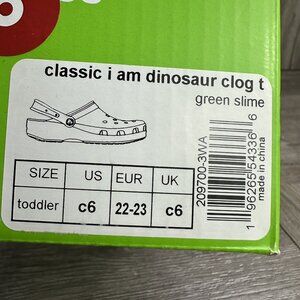 classic i am dinosaur clog t
green slime
SIZE US EUR UK
toddler c6 22-23 c6
209700-3WA
1 96265 54336 6
made in china